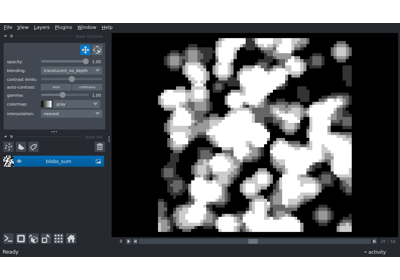 File View Layers Plugins Window Help
opacity: 1.00
blending: translucent_no_depth
contrast limits:
auto-contrast: once continuous
gamma: 1.00
colormap: gray
interpolation: nearest
blobs_sum
Ready
activity